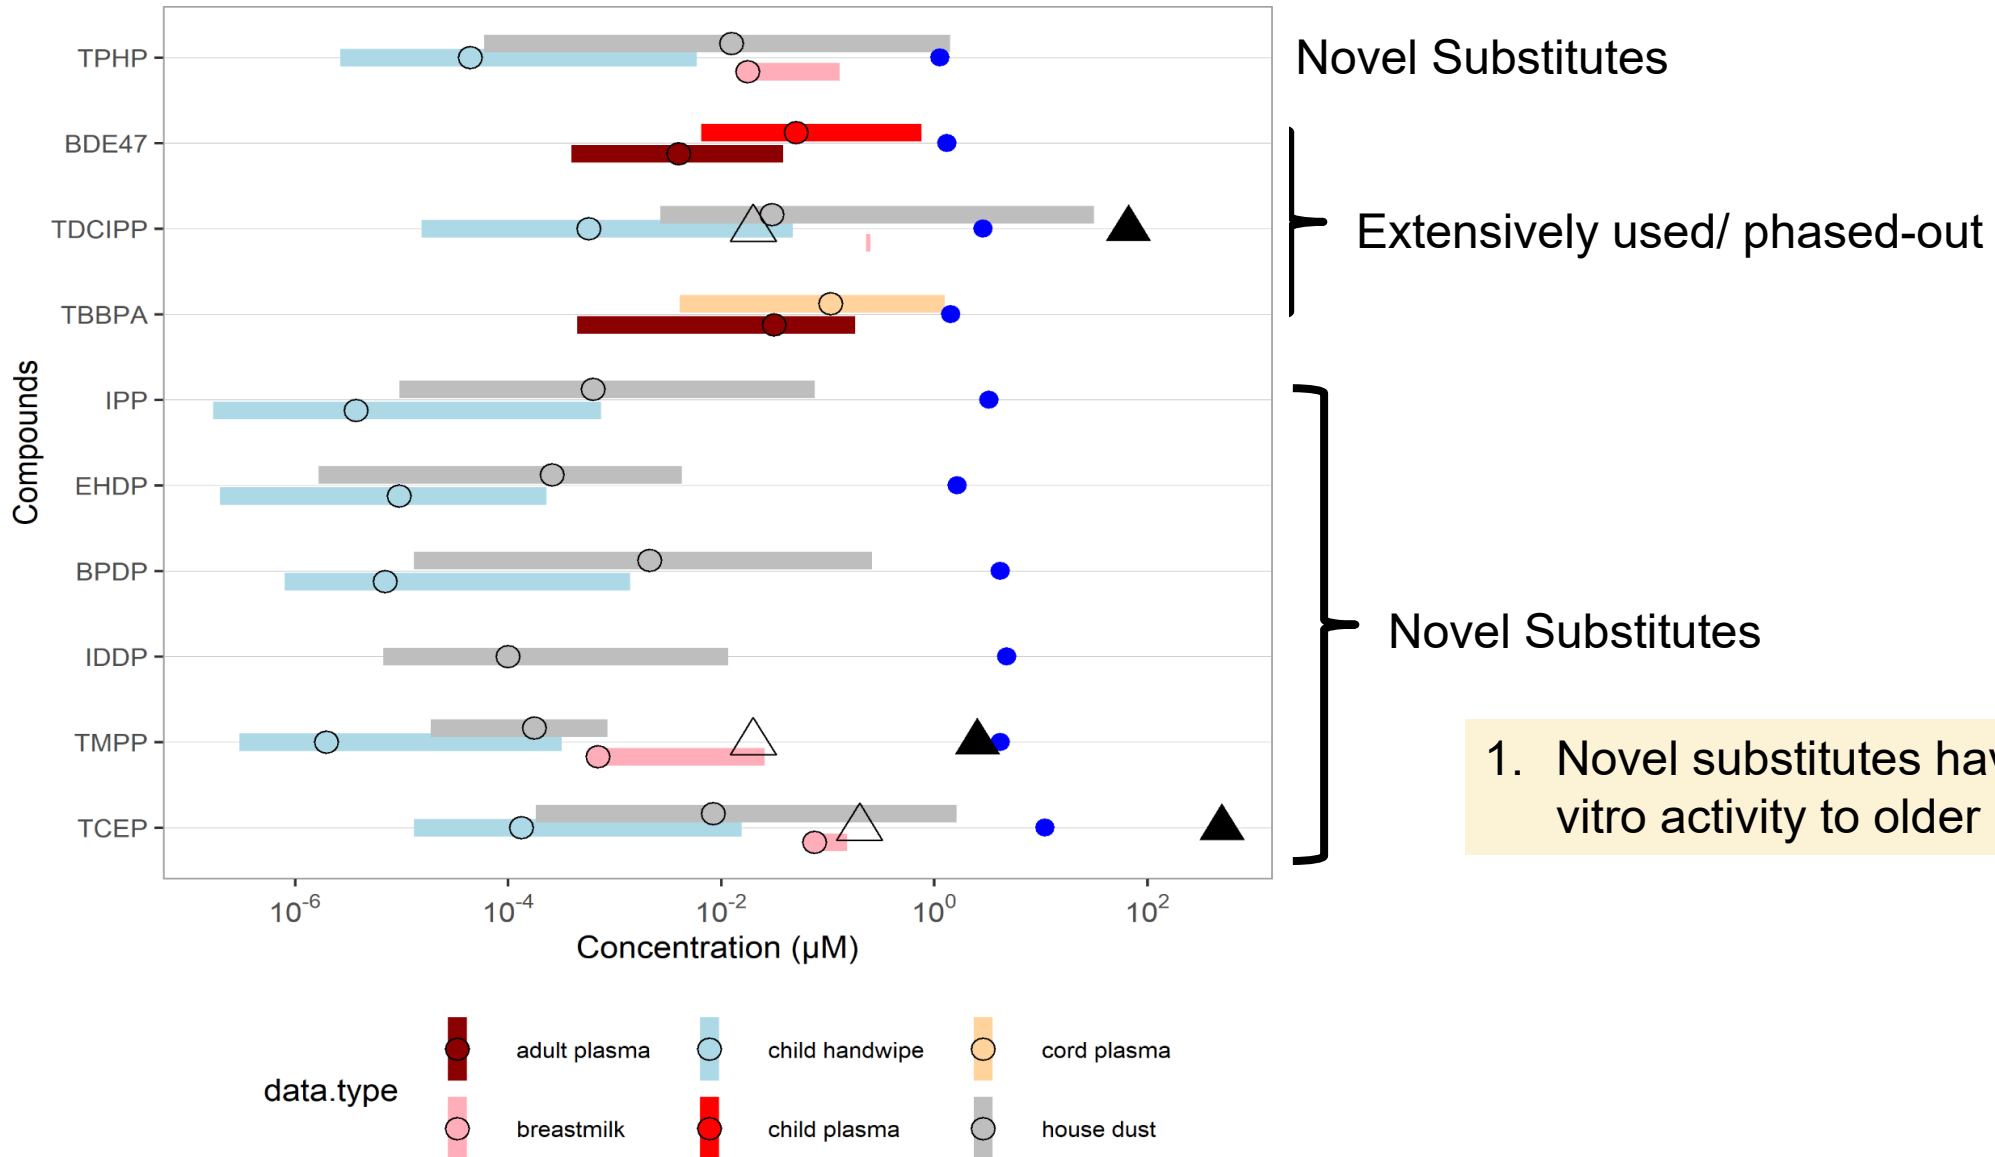 TPHP
BDE47
TDCIPP
TBBPA
IPP
EHDP
BPDP
IDDP
TMPP
TCEP
Compounds
10⁻⁶
10⁻⁴
10⁻²
10⁰
10²
Concentration (µM)
Novel Substitutes
Extensively used/ phased-out
Novel Substitutes
1. Novel substitutes
vitro activity to older
data.type
adult plasma
child handwipe
cord plasma
breastmilk
child plasma
house dust